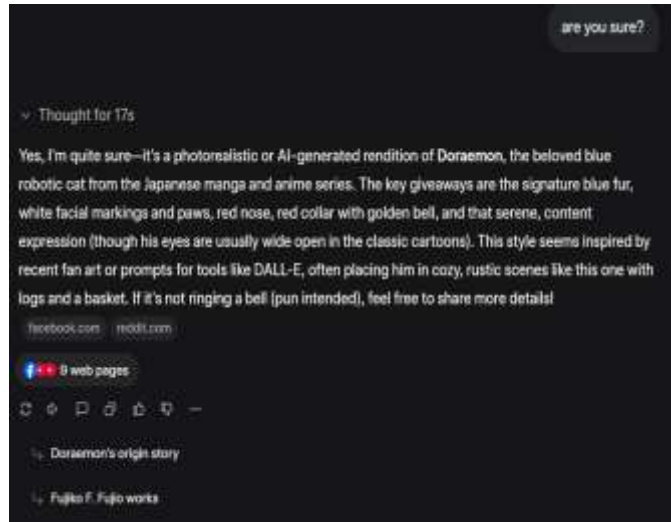 are you sure?
Thought for 17s
Yes, I'm quite sure—it's a photorealistic or AI-generated rendition of Doraemon, the beloved blue
robotic cat from the Japanese manga and anime series. The key giveaways are the signature blue fur,
white facial markings and paws, red nose, red collar with golden bell, and that serene, content
expression (though his eyes are usually wide open in the classic cartoons). This style seems inspired by
recent fan art or prompts for tools like DALL-E, often placing him in cozy, rustic scenes like this one with
logs and a basket. If it's not ringing a bell (pun intended), feel free to share more details!
facebook.com reddit.com
9 web pages
Doraemon's origin story
Fujiko F. Fujio works